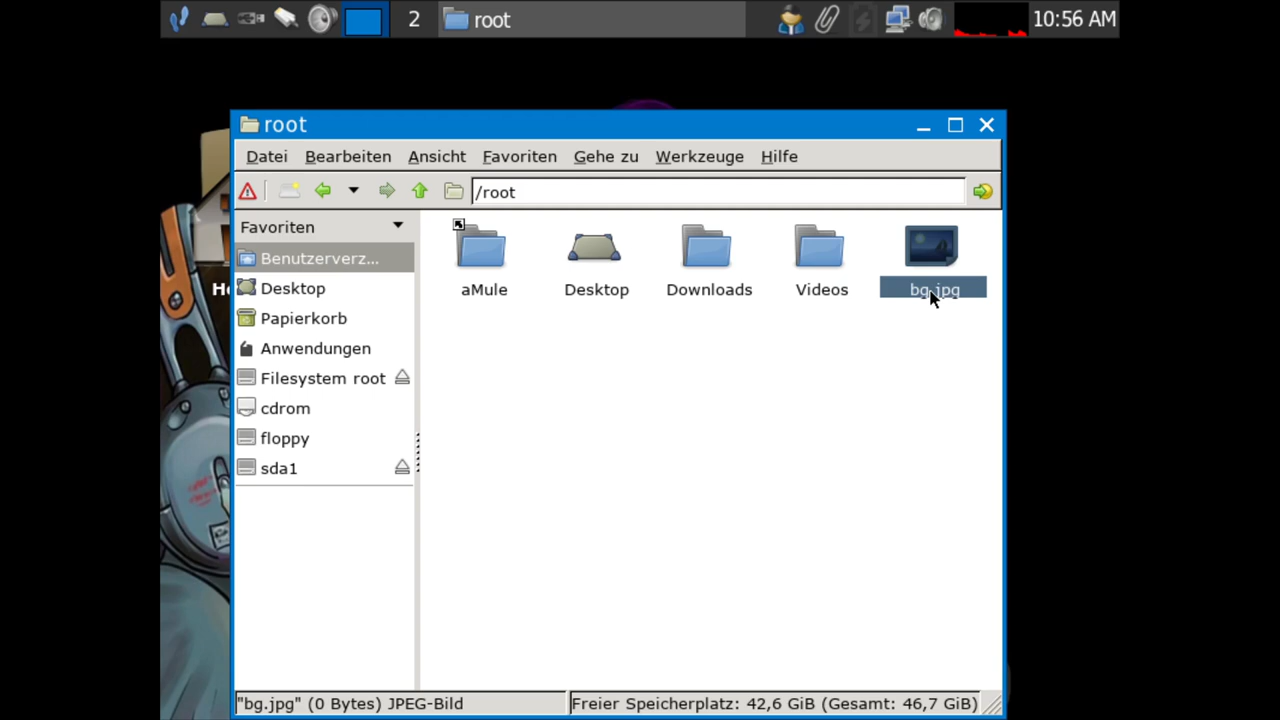 2
root
10:56 AM
root
Datei Bearbeiten Ansicht Favoriten Gehe zu Werkzeuge Hilfe
/root
Favoriten
Benutzerverz...
Desktop
Papierkorb
Anwendungen
Filesystem root
cdrom
floppy
sda1
aMule
Desktop
Downloads
Videos
bg.jpg
"bg.jpg" (0 Bytes) JPEG-Bild
Freier Speicherplatz: 42,6 GiB (Gesamt: 46,7 GiB)